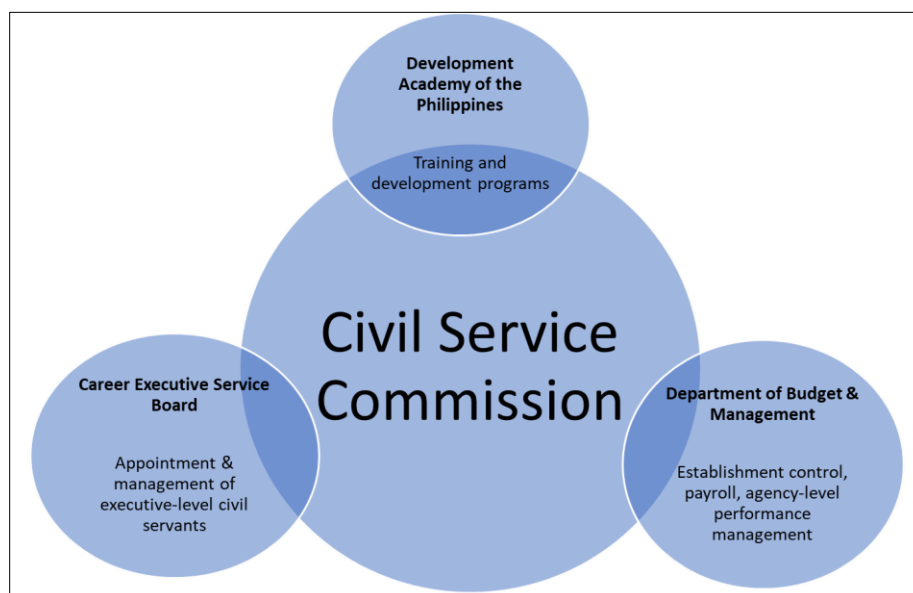 Development
Academy of the
Philippines
Training and
development programs
Civil Service
Commission
Career Executive Service
Board
Appointment &
management of
executive-level civil
servants
Department of Budget &
Management
Establishment control,
payroll, agency-level
performance
management